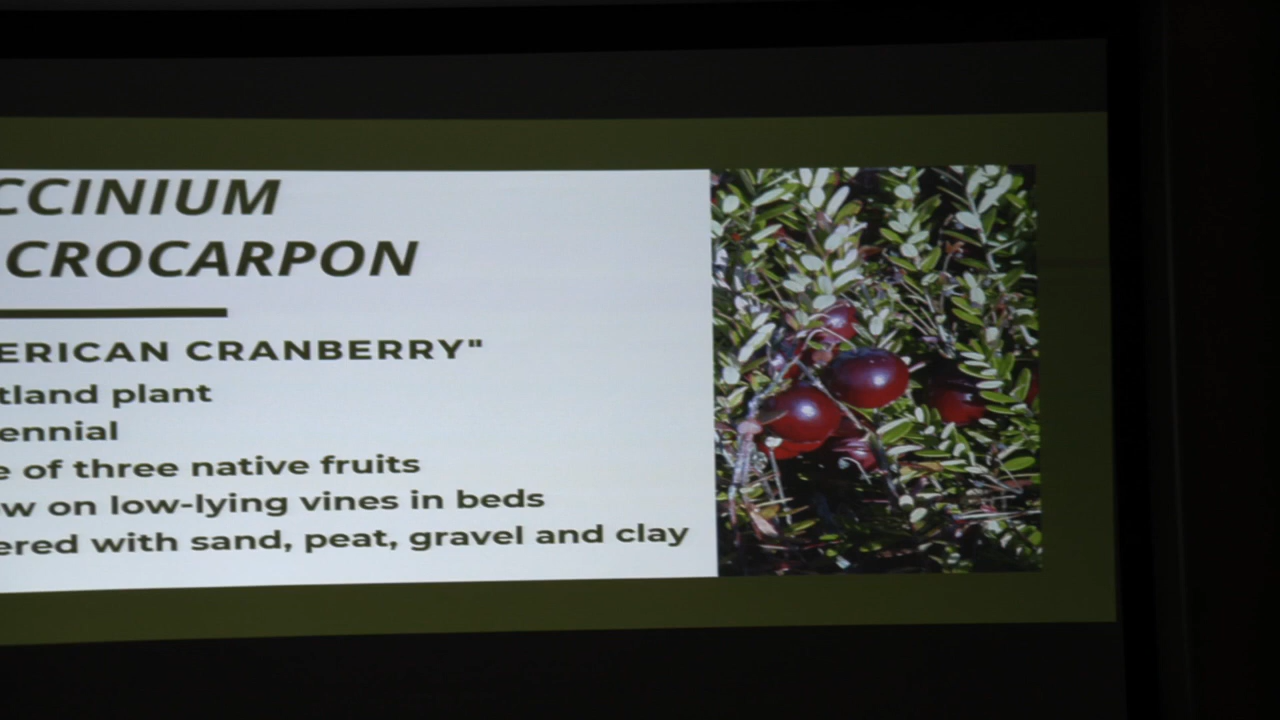 CCINIUM
CROCARPON
ERICAN CRANBERRY"
tland plant
ennial
e of three native fruits
w on low-lying vines in beds
ered with sand, peat, gravel and clay